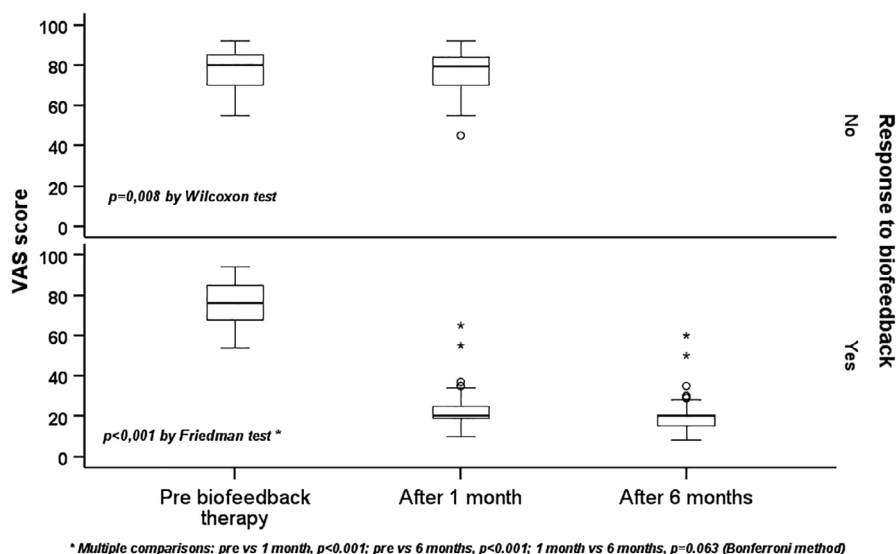 VAS score
100
80
60
40
20
0
p=0,008 by Wilcoxon test
No
100
80
60
40
20
0
p<0,001 by Friedman test *
Yes
Response to biofeedback
Pre biofeedback
therapy
After 1 month
After 6 months
* Multiple comparisons: pre vs 1 month, p<0.001; pre vs 6 months, p<0.001; 1 month vs 6 months, p=0.063 (Bonferroni method)